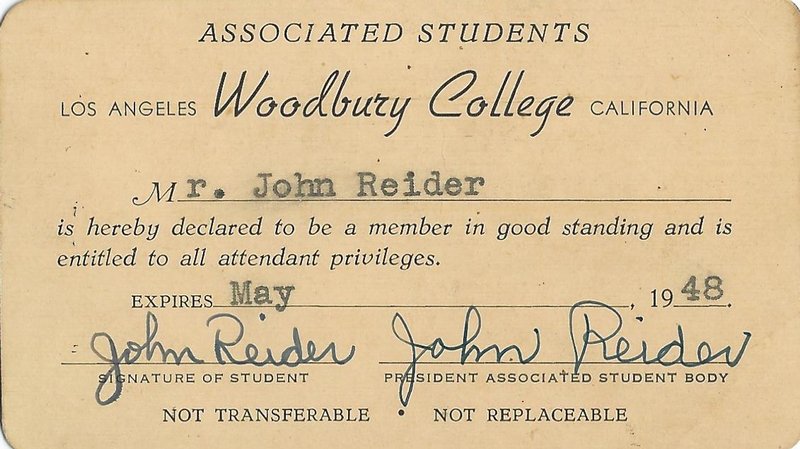 ASSOCIATED STUDENTS
LOS ANGELES Woodbury College CALIFORNIA
Mr. John Reider
is hereby declared to be a member in good standing and is
entitled to all attendant privileges.
EXPIRES May, 1948.
John Reider John Reider
SIGNATURE OF STUDENT PRESIDENT ASSOCIATED STUDENT BODY
NOT TRANSFERABLE • NOT REPLACEABLE